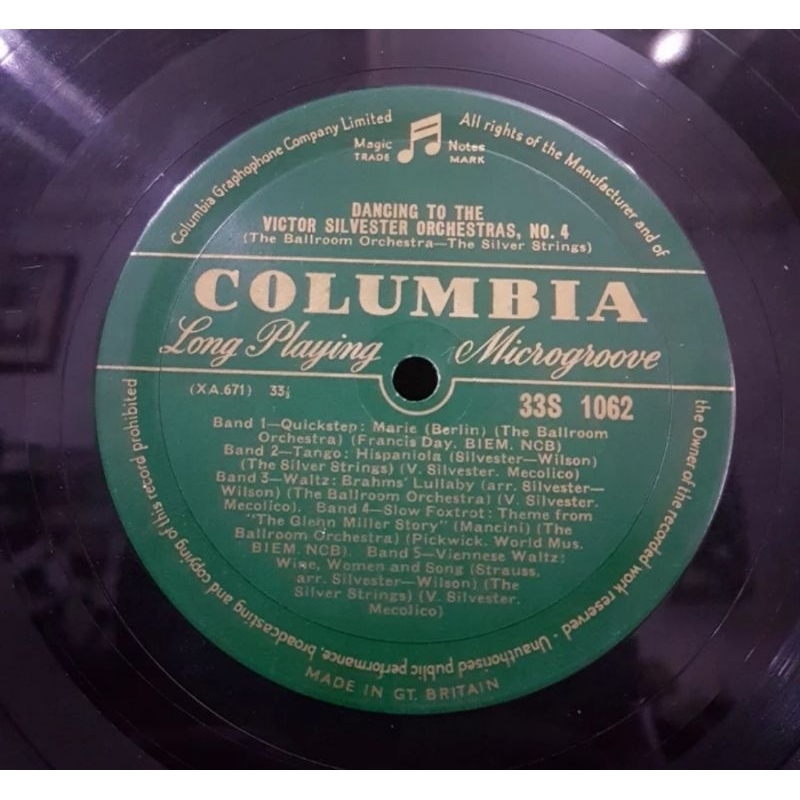 Columbia Graphophone Company Limited
Magic Notes
TRADE MARK
All rights of the Manufacturer and of
the Owner of the recorded work reserved - Unauthorised public performance, broadcasting and copying of this record prohibited
DANCING TO THE
VICTOR SILVESTER ORCHESTRAS, NO. 4
(The Ballroom Orchestra—The Silver Strings)
COLUMBIA
Long Playing Microgroove
(XA.671) 33⅓
33S 1062
Band 1—Quickstep: Marie (Berlin) (The Ballroom
Orchestra) (Francis Day. BIEM. NCB)
Band 2—Tango: Hispaniola (Silvester—Wilson)
(The Silver Strings) (V. Silvester. Mecolico)
Band 3—Waltz: Brahms' Lullaby (arr. Silvester—
Wilson) (The Ballroom Orchestra) (V. Silvester.
Mecolico). Band 4—Slow Foxtrot: Theme from
"The Glenn Miller Story" (Mancini) (The
Ballroom Orchestra) (Pickwick. World Mus.
BIEM. NCB). Band 5—Viennese Waltz:
Wine, Women and Song (Strauss.
arr. Silvester—Wilson) (The
Silver Strings) (V. Silvester.
Mecolico)
MADE IN GT. BRITAIN